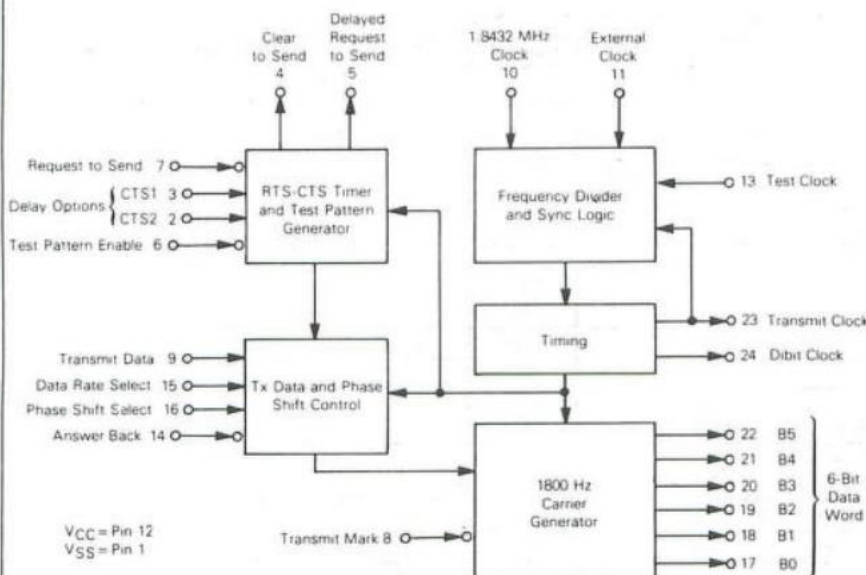 Clear
to Send
4
Delayed
Request
to Send
5
1.8432 MHz
Clock
10
External
Clock
11
Request to Send 7
Delay Options { CTS1 3
CTS2 2
Test Pattern Enable 6
RTS-CTS Timer
and Test Pattern
Generator
Frequency Divider
and Sync Logic
13 Test Clock
Timing
23 Transmit Clock
24 Dibit Clock
Transmit Data 9
Data Rate Select 15
Phase Shift Select 16
Answer Back 14
Tx Data and Phase
Shift Control
1800 Hz
Carrier
Generator
Transmit Mark 8
22 B5
21 B4
20 B3
19 B2
18 B1
17 B0
6-Bit
Data
Word
VCC = Pin 12
VSS = Pin 1